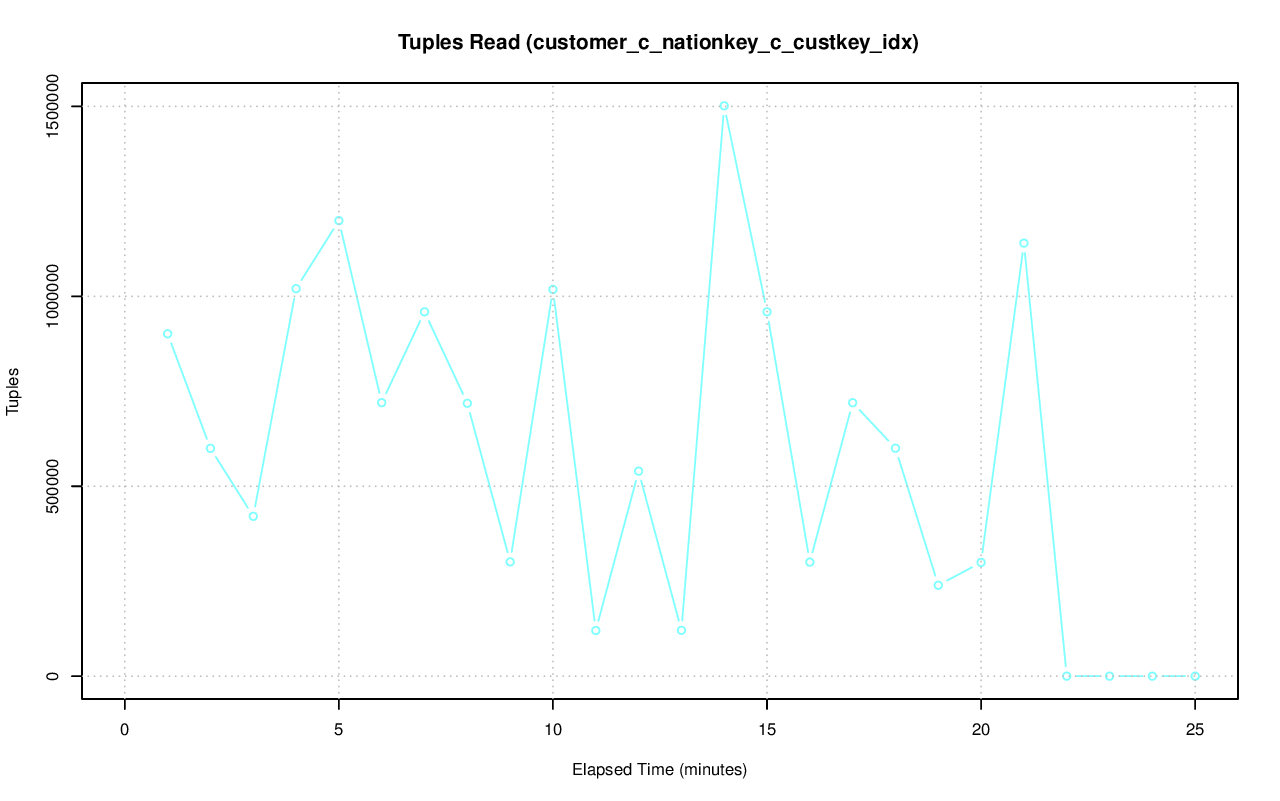 Tuples Read (customer_c_nationkey_c_custkey_idx)
Tuples
1500000
1000000
500000
0
0 5 10 15 20 25
Elapsed Time (minutes)